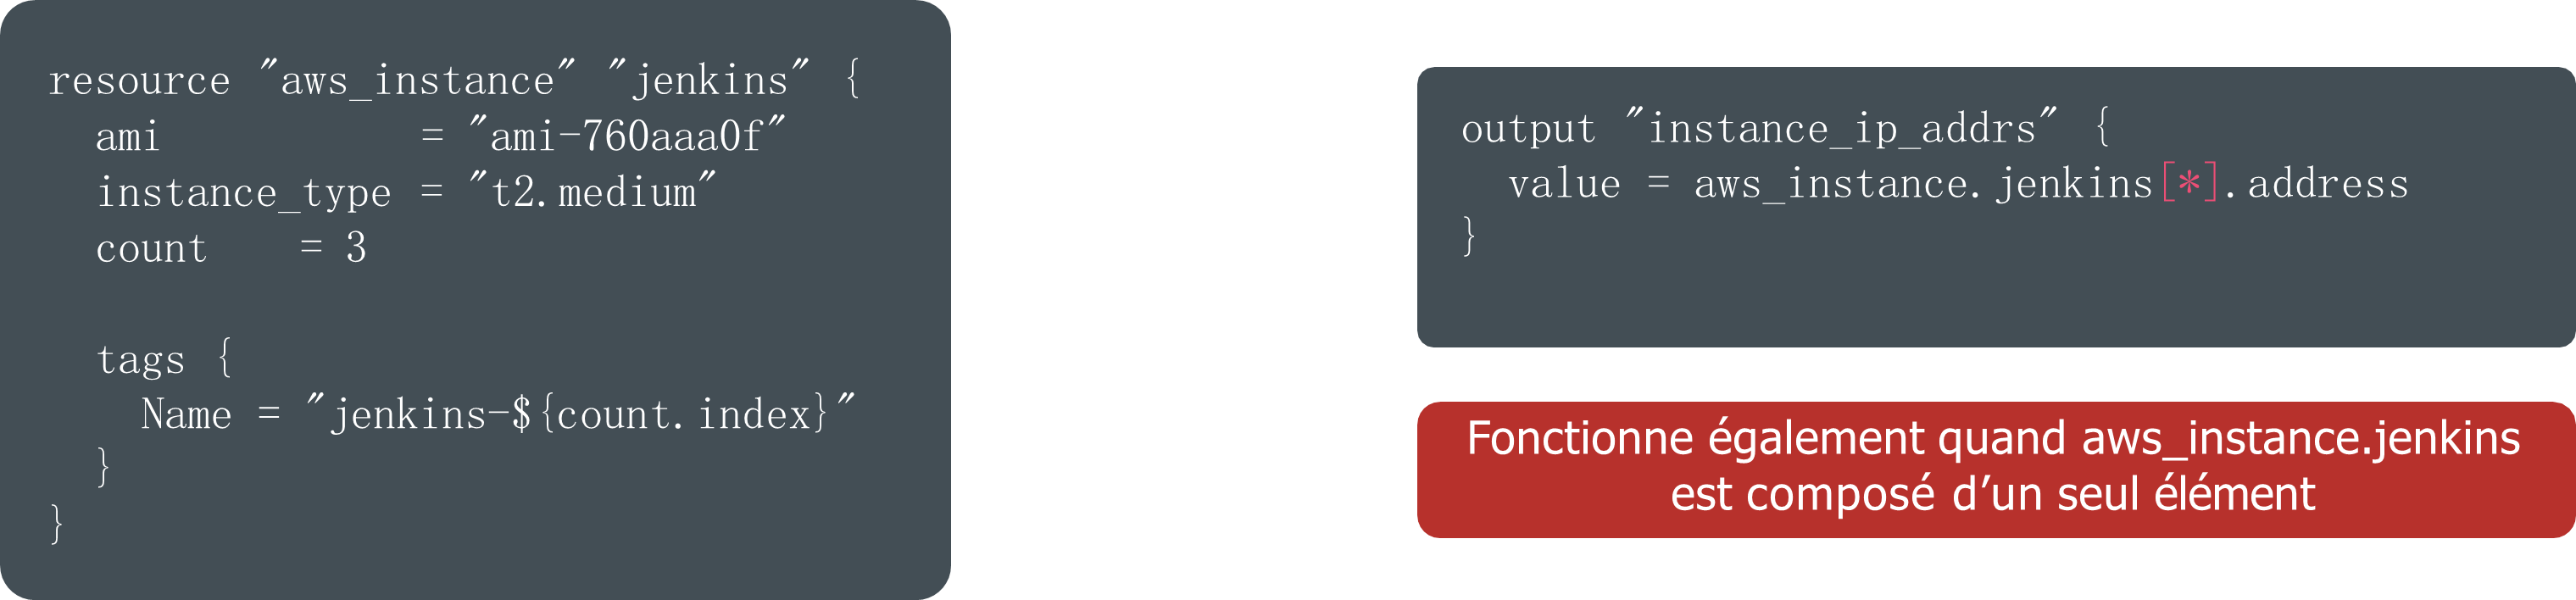 resource "aws_instance" "jenkins" {
  ami           = "ami-760aaa0f"
  instance_type = "t2.medium"
  count    = 3

  tags {
    Name = "jenkins-${count.index}"
  }
}
output "instance_ip_addrs" {
  value = aws_instance.jenkins[*].address
}
Fonctionne également quand aws_instance.jenkins
est composé d’un seul élément